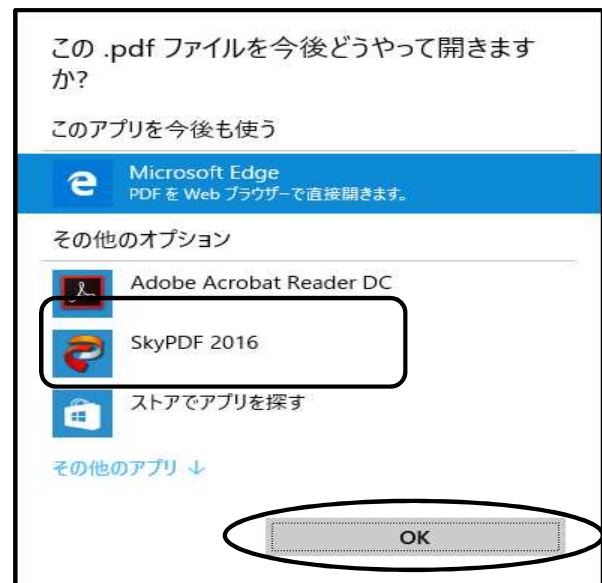 この .pdf ファイルを今後どうやって開きます
か?
このアプリを今後も使う
Microsoft Edge
PDF を Web ブラウザーで直接開きます。
その他のオプション
Adobe Acrobat Reader DC
SkyPDF 2016
ストアでアプリを探す
その他のアプリ ↓
OK